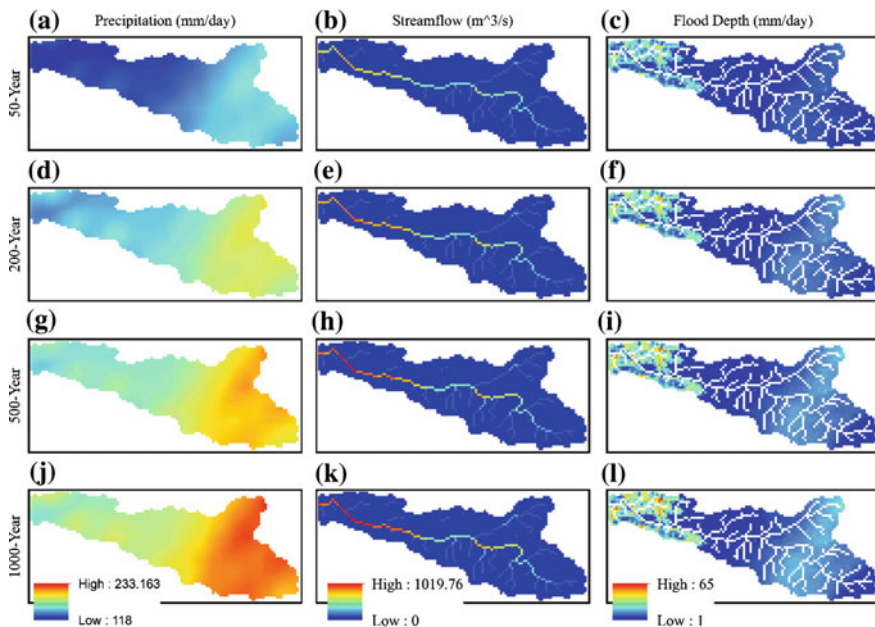 (a) Precipitation (mm/day) (b) Streamflow (m^3/s) (c) Flood Depth (mm/day)
50-Year
(d) (e) (f)
200-Year
(g) (h) (i)
500-Year
(j) (k) (l)
1000-Year
High : 233.163 High : 1019.76 High : 65
Low : 118 Low : 0 Low : 1